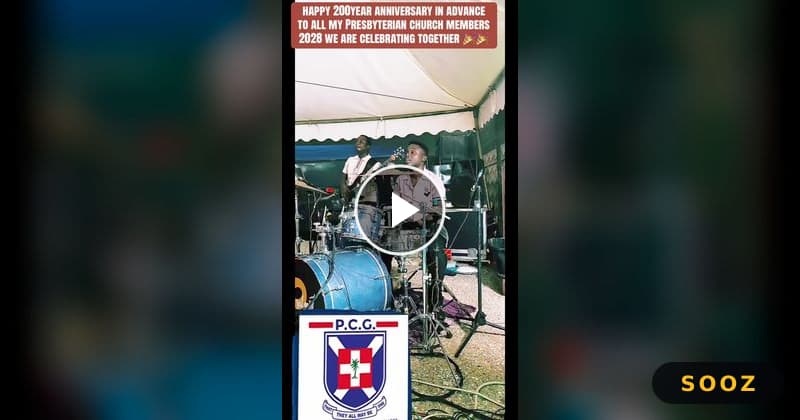 HAPPY 200YEAR ANNIVERSARY IN ADVANCE
TO ALL MY PRESBYTERIAN CHURCH MEMBERS
2028 WE ARE CELEBRATING TOGETHER 🎉🎉
P.C.G.
THAT THEY ALL MAY BE ONE
SOOZ